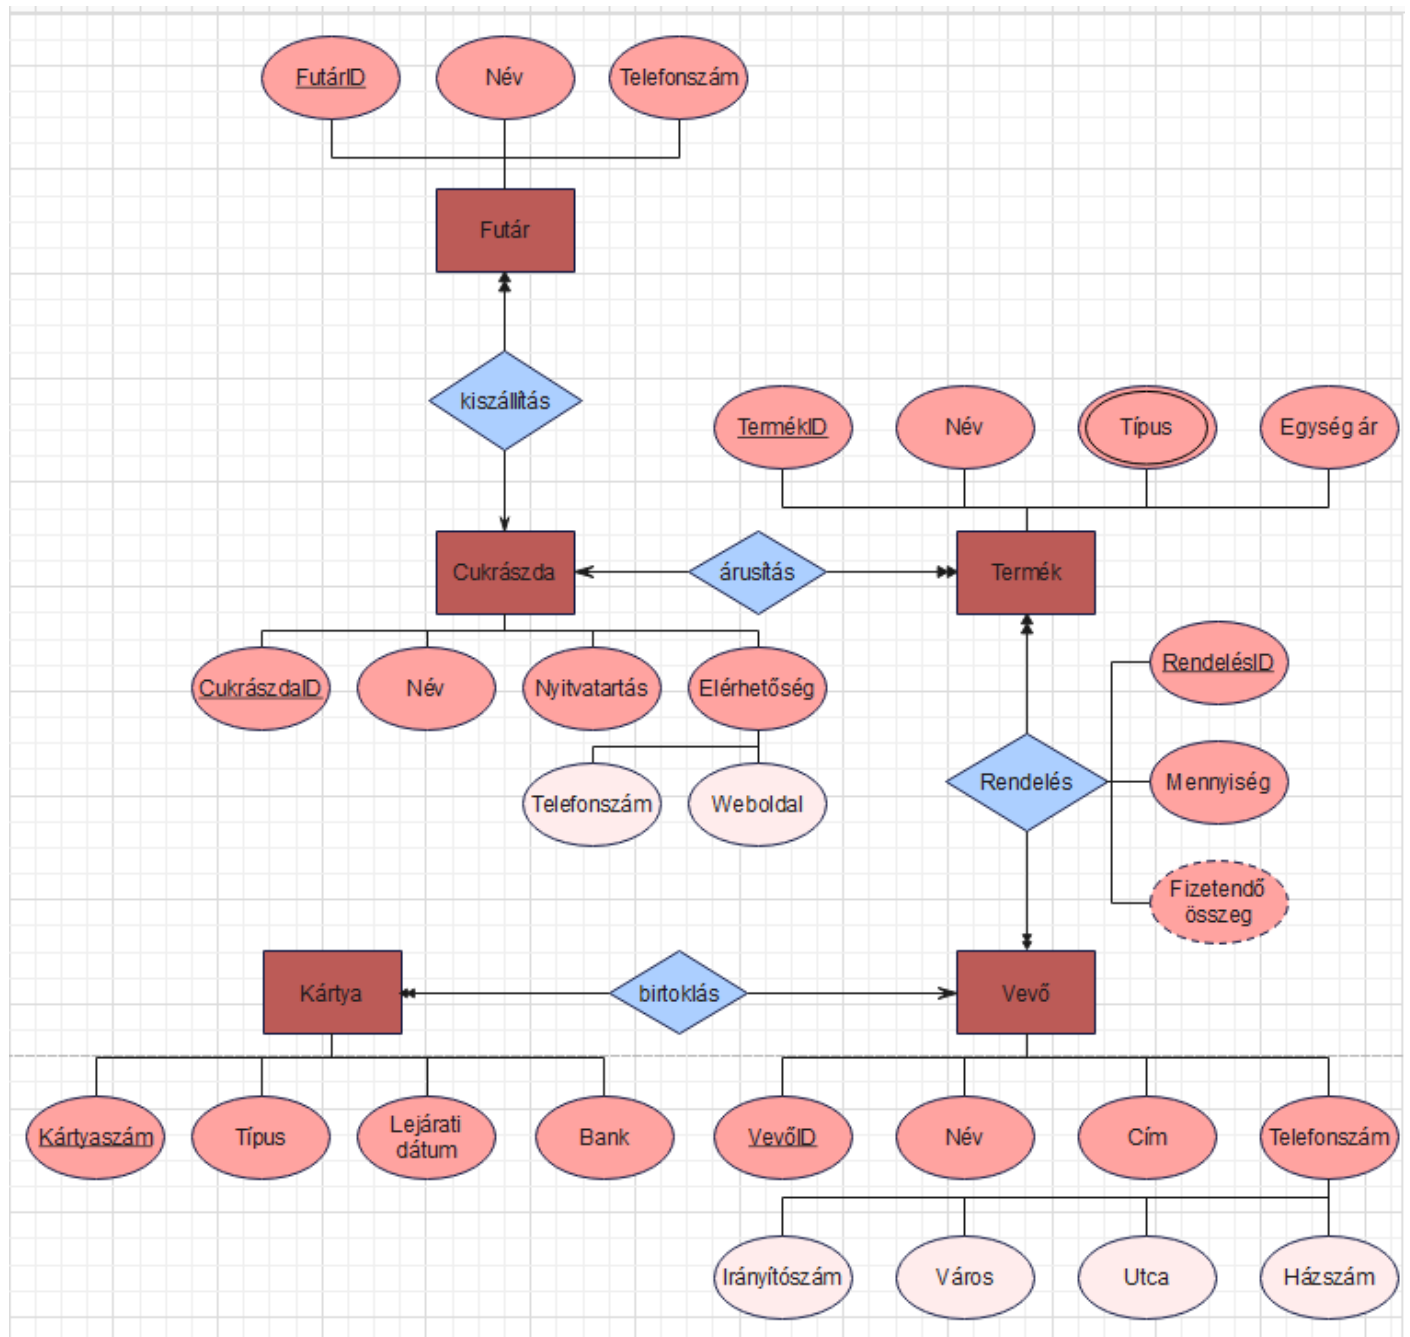 FutárID
Név
Telefonszám
Futár
kiszállítás
TermékID
Név
Típus
Egység ár
Cukrászda
árusítás
Termék
CukrászdaID
Név
Nyitvatartás
Elérhetőség
RendelésID
Telefonszám
Weboldal
Rendelés
Mennyiség
Fizetendő
összeg
Kártya
birtoklás
Vevő
Kártyaszám
Típus
Lejárati
dátum
Bank
VevőID
Név
Cím
Telefonszám
Irányítószám
Város
Utca
Házszám